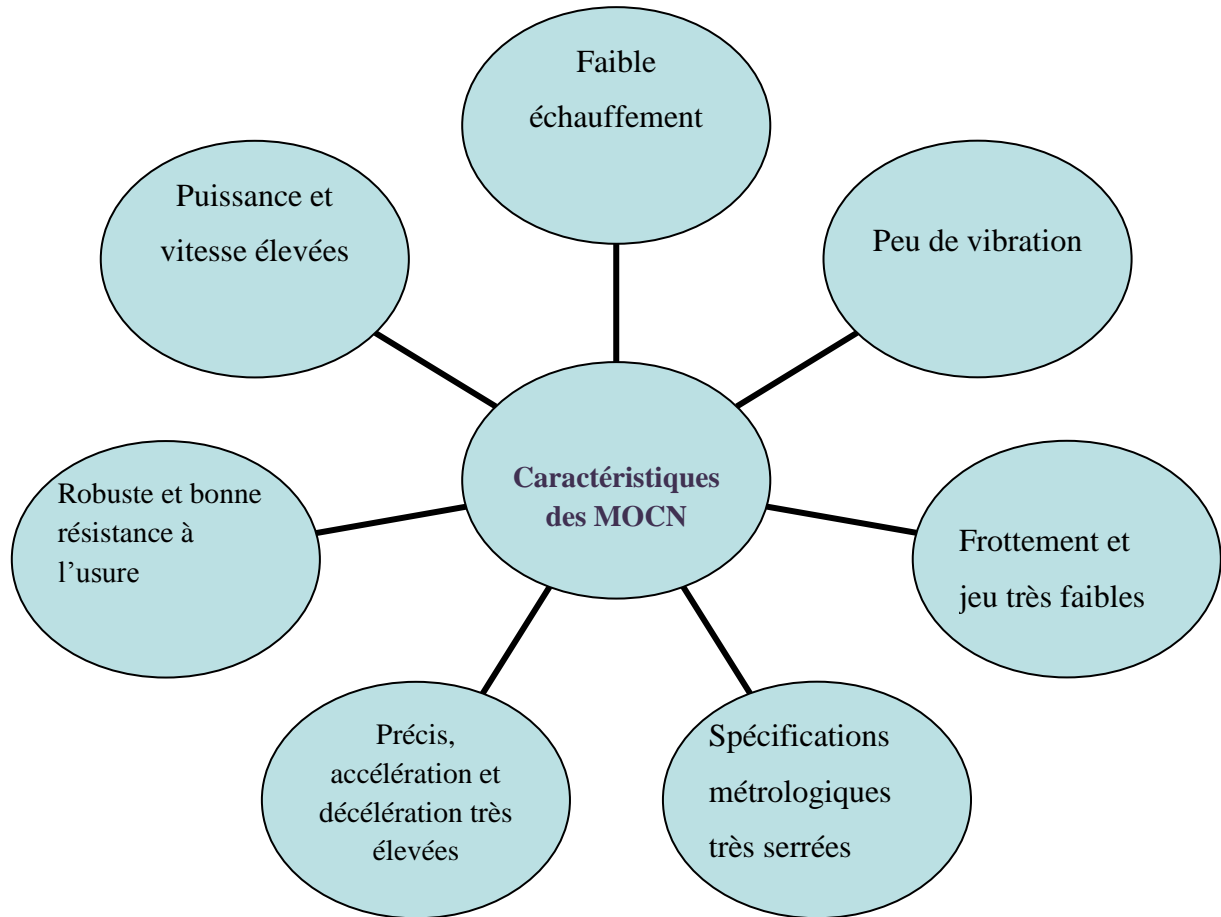 Faible
échauffement
Puissance et
vitesse élevées
Peu de vibration
Caractéristiques
des MOCN
Robuste et bonne
résistance à
l’usure
Frottement et
jeu très faibles
Précis,
accélération et
décélération très
élevées
Spécifications
métrologiques
très serrées